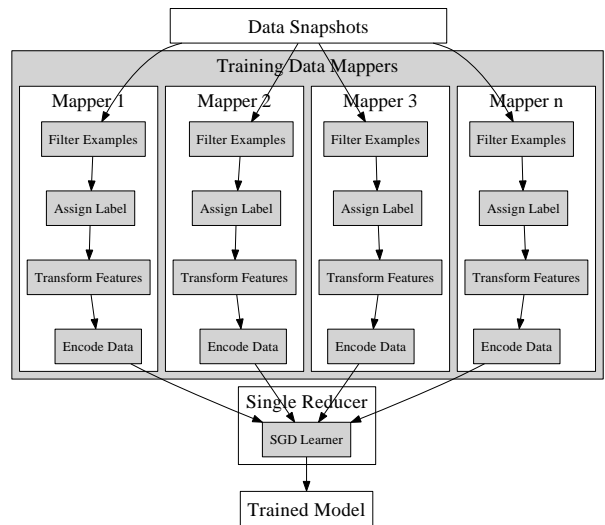 Data Snapshots
Training Data Mappers
Mapper 1
Filter Examples
Assign Label
Transform Features
Encode Data
Mapper 2
Filter Examples
Assign Label
Transform Features
Encode Data
Mapper 3
Filter Examples
Assign Label
Transform Features
Encode Data
Mapper n
Filter Examples
Assign Label
Transform Features
Encode Data
Single Reducer
SGD Learner
Trained Model